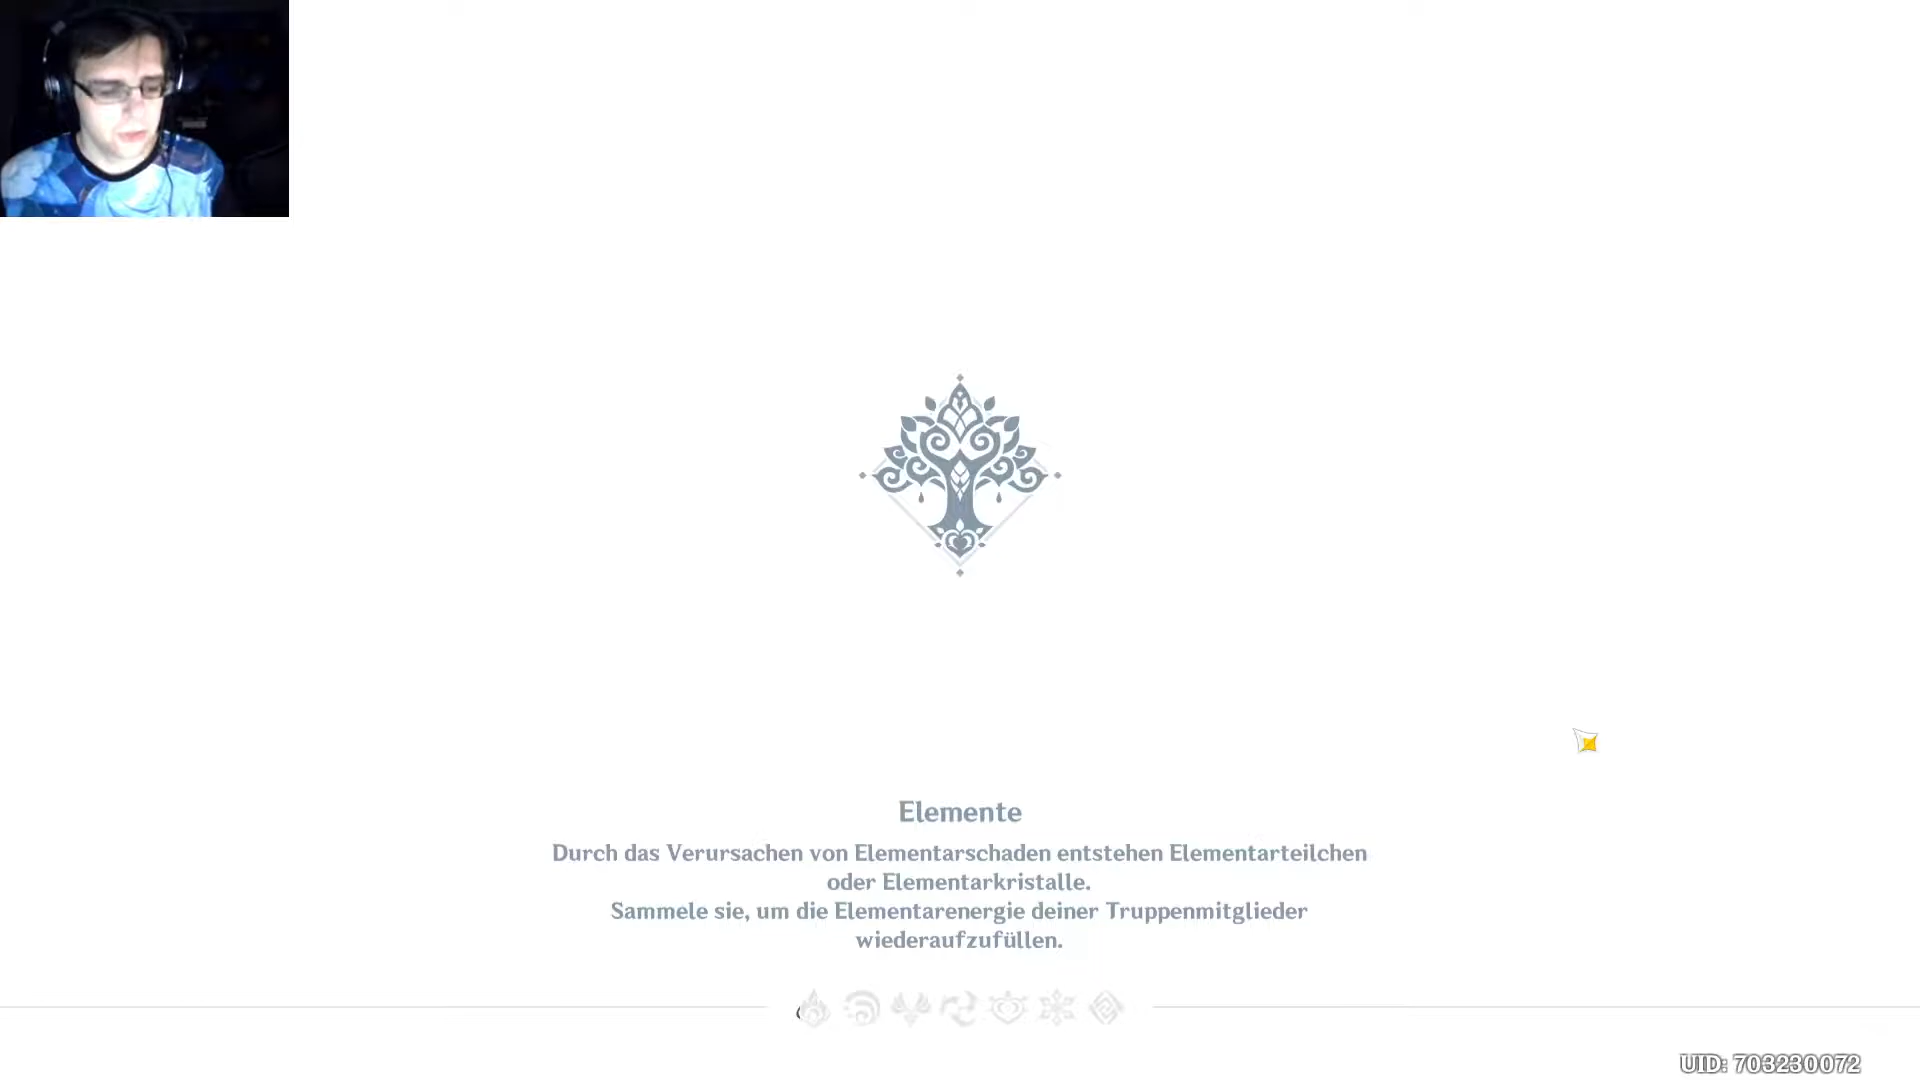 Elemente
Durch das Verursachen von Elementarschaden entstehen Elementarteilchen
oder Elementarkristalle.
Sammele sie, um die Elementarenergie deiner Truppenmitglieder
wiederaufzufüllen.
UID: 703230072